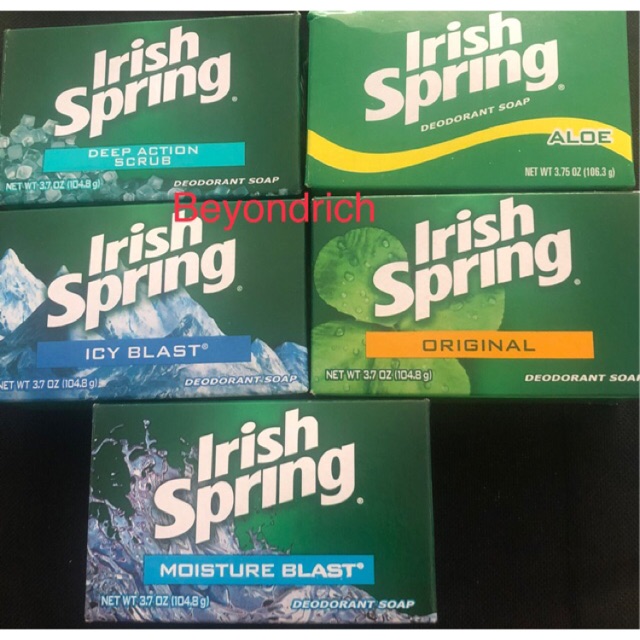 Irish
Spring®
DEEP ACTION
SCRUB
NET WT 3.7 OZ (104.8 g)
DEODORANT SOAP
Irish
Spring®
DEODORANT SOAP
ALOE
NET WT 3.75 OZ (106.3 g)
Beyondrich
Irish
Spring®
ICY BLAST®
NET WT 3.7 OZ (104.8 g)
DEODORANT SOAP
Irish
Spring®
ORIGINAL
NET WT 3.7 OZ (104.8 g)
DEODORANT SOAP
Irish
Spring®
MOISTURE BLAST®
NET WT 3.7 OZ (104.8 g)
DEODORANT SOAP